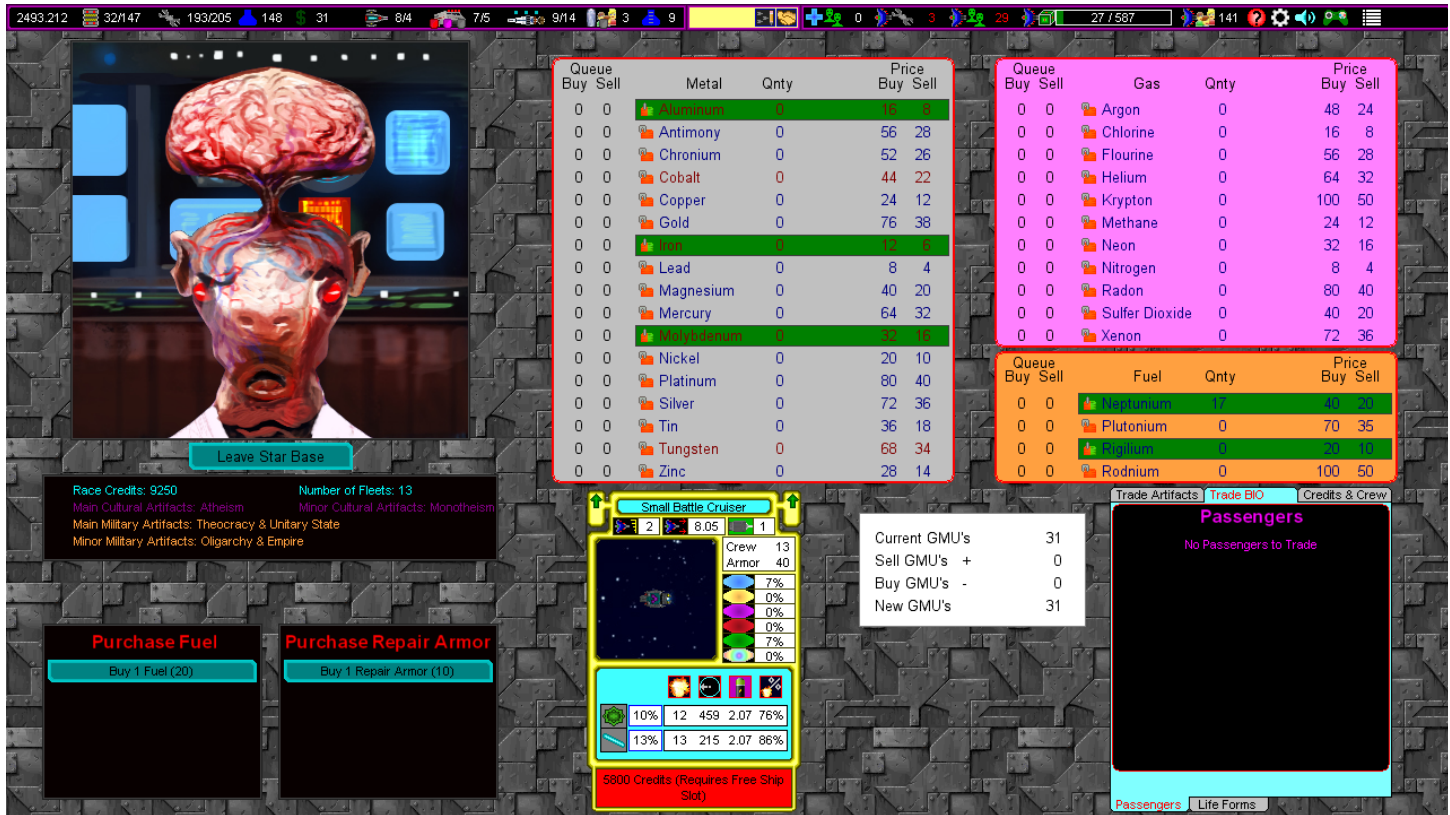 2493.212 32/147 193/205 148 $ 31 8/4 7/5 9/14 3 9 0 3 29 27 / 587 141
Queue Price
Buy Sell Metal Qnty Buy Sell
0 0 Aluminum 0 16 8
0 0 Antimony 0 56 28
0 0 Chronium 0 52 26
0 0 Cobalt 0 44 22
0 0 Copper 0 24 12
0 0 Gold 0 76 38
0 0 Iron 0 12 6
0 0 Lead 0 8 4
0 0 Magnesium 0 40 20
0 0 Mercury 0 64 32
0 0 Molybdenum 0 32 16
0 0 Nickel 0 20 10
0 0 Platinum 0 80 40
0 0 Silver 0 72 36
0 0 Tin 0 36 18
0 0 Tungsten 0 68 34
0 0 Zinc 0 28 14
Queue Price
Buy Sell Gas Qnty Buy Sell
0 0 Argon 0 48 24
0 0 Chlorine 0 16 8
0 0 Flourine 0 56 28
0 0 Helium 0 64 32
0 0 Krypton 0 100 50
0 0 Methane 0 24 12
0 0 Neon 0 32 16
0 0 Nitrogen 0 8 4
0 0 Radon 0 80 40
0 0 Sulfer Dioxide 0 40 20
0 0 Xenon 0 72 36
Queue Price
Buy Sell Fuel Qnty Buy Sell
0 0 Neptunium 17 40 20
0 0 Plutonium 0 70 35
0 0 Rigilium 0 20 10
0 0 Rodnium 0 100 50
Leave Star Base
Race Credits: 9250 Number of Fleets: 13
Main Cultural Artifacts: Atheism Minor Cultural Artifacts: Monotheism
Main Military Artifacts: Theocracy & Unitary State
Minor Military Artifacts: Oligarchy & Empire
Purchase Fuel
Buy 1 Fuel (20)
Purchase Repair Armor
Buy 1 Repair Armor (10)
Small Battle Cruiser
2 8.05 1
Crew 13
Armor 40
7%
0%
0%
0%
7%
0%
10% 12 459 2.07 76%
13% 13 215 2.07 86%
5800 Credits (Requires Free Ship
Slot)
Current GMU's 31
Sell GMU's + 0
Buy GMU's - 0
New GMU's 31
Trade Artifacts Trade BIO Credits & Crew
Passengers
No Passengers to Trade
Passengers Life Forms